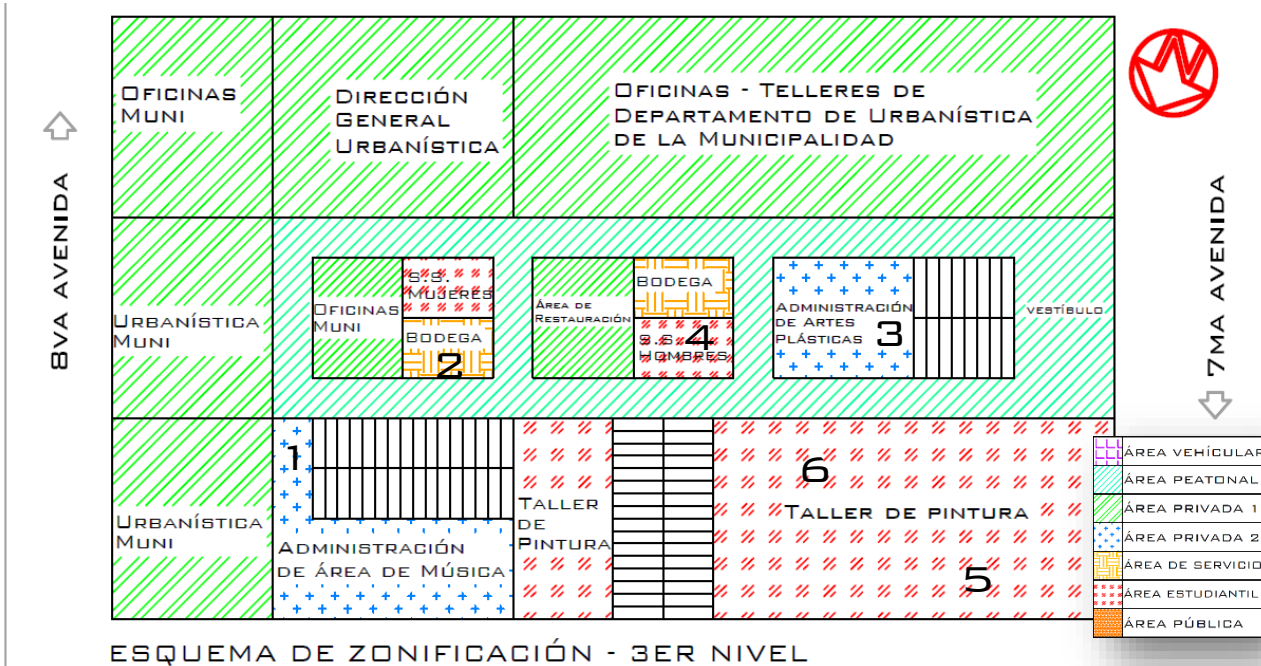 OFICINAS
MUNI
DIRECCIÓN
GENERAL
URBANÍSTICA
OFICINAS - TELLERES DE
DEPARTAMENTO DE URBANÍSTICA
DE LA MUNICIPALIDAD
N
8VA AVENIDA
7MA AVENIDA
URBANÍSTICA
MUNI
OFICINAS
MUNI
S.S.
MUJERES
BODEGA
2
ÁREA DE
RESTAURACIÓN
BODEGA
S.S.
HOMBRES
4
ADMINISTRACIÓN
DE ARTES
PLÁSTICAS
3
VESTÍBULO
URBANÍSTICA
MUNI
1
ADMINISTRACIÓN
DE ÁREA DE MÚSICA
TALLER
DE
PINTURA
6
TALLER DE PINTURA
5
ÁREA VEHÍCULAR
ÁREA PEATONAL
ÁREA PRIVADA 1
ÁREA PRIVADA 2
ÁREA DE SERVICIO
ÁREA ESTUDIANTIL
ÁREA PÚBLICA
ESQUEMA DE ZONIFICACIÓN - 3ER NIVEL